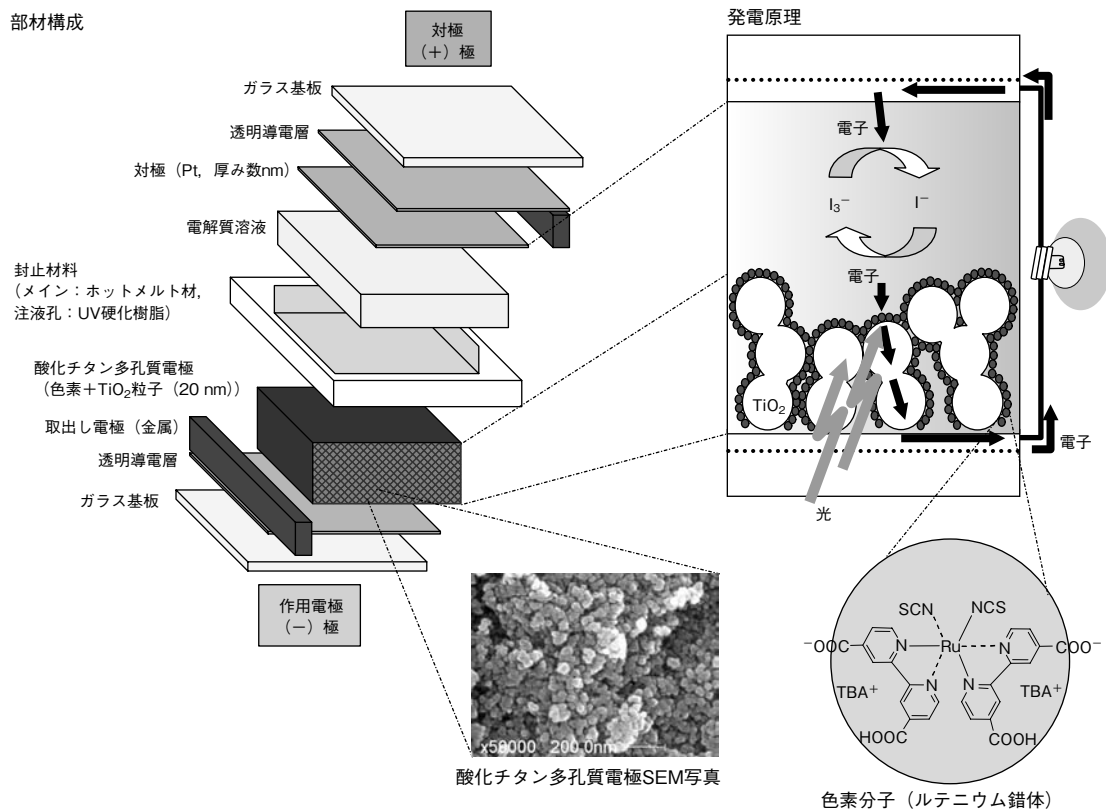 部材構成
対極
（＋）極
ガラス基板
透明導電層
対極（Pt，厚み数nm）
電解質溶液
封止材料
（メイン：ホットメルト材，
注液孔：UV硬化樹脂）
酸化チタン多孔質電極
（色素＋TiO₂粒子（20 nm））
取出し電極（金属）
透明導電層
ガラス基板
作用電極
（－）極
x50000 200.0nm
酸化チタン多孔質電極SEM写真
発電原理
電子
I₃⁻
I⁻
電子
TiO₂
電子
光
SCN
NCS
⁻OOC
N
Ru
N
COO⁻
TBA⁺
N
N
TBA⁺
HOOC
COOH
色素分子（ルテニウム錯体）